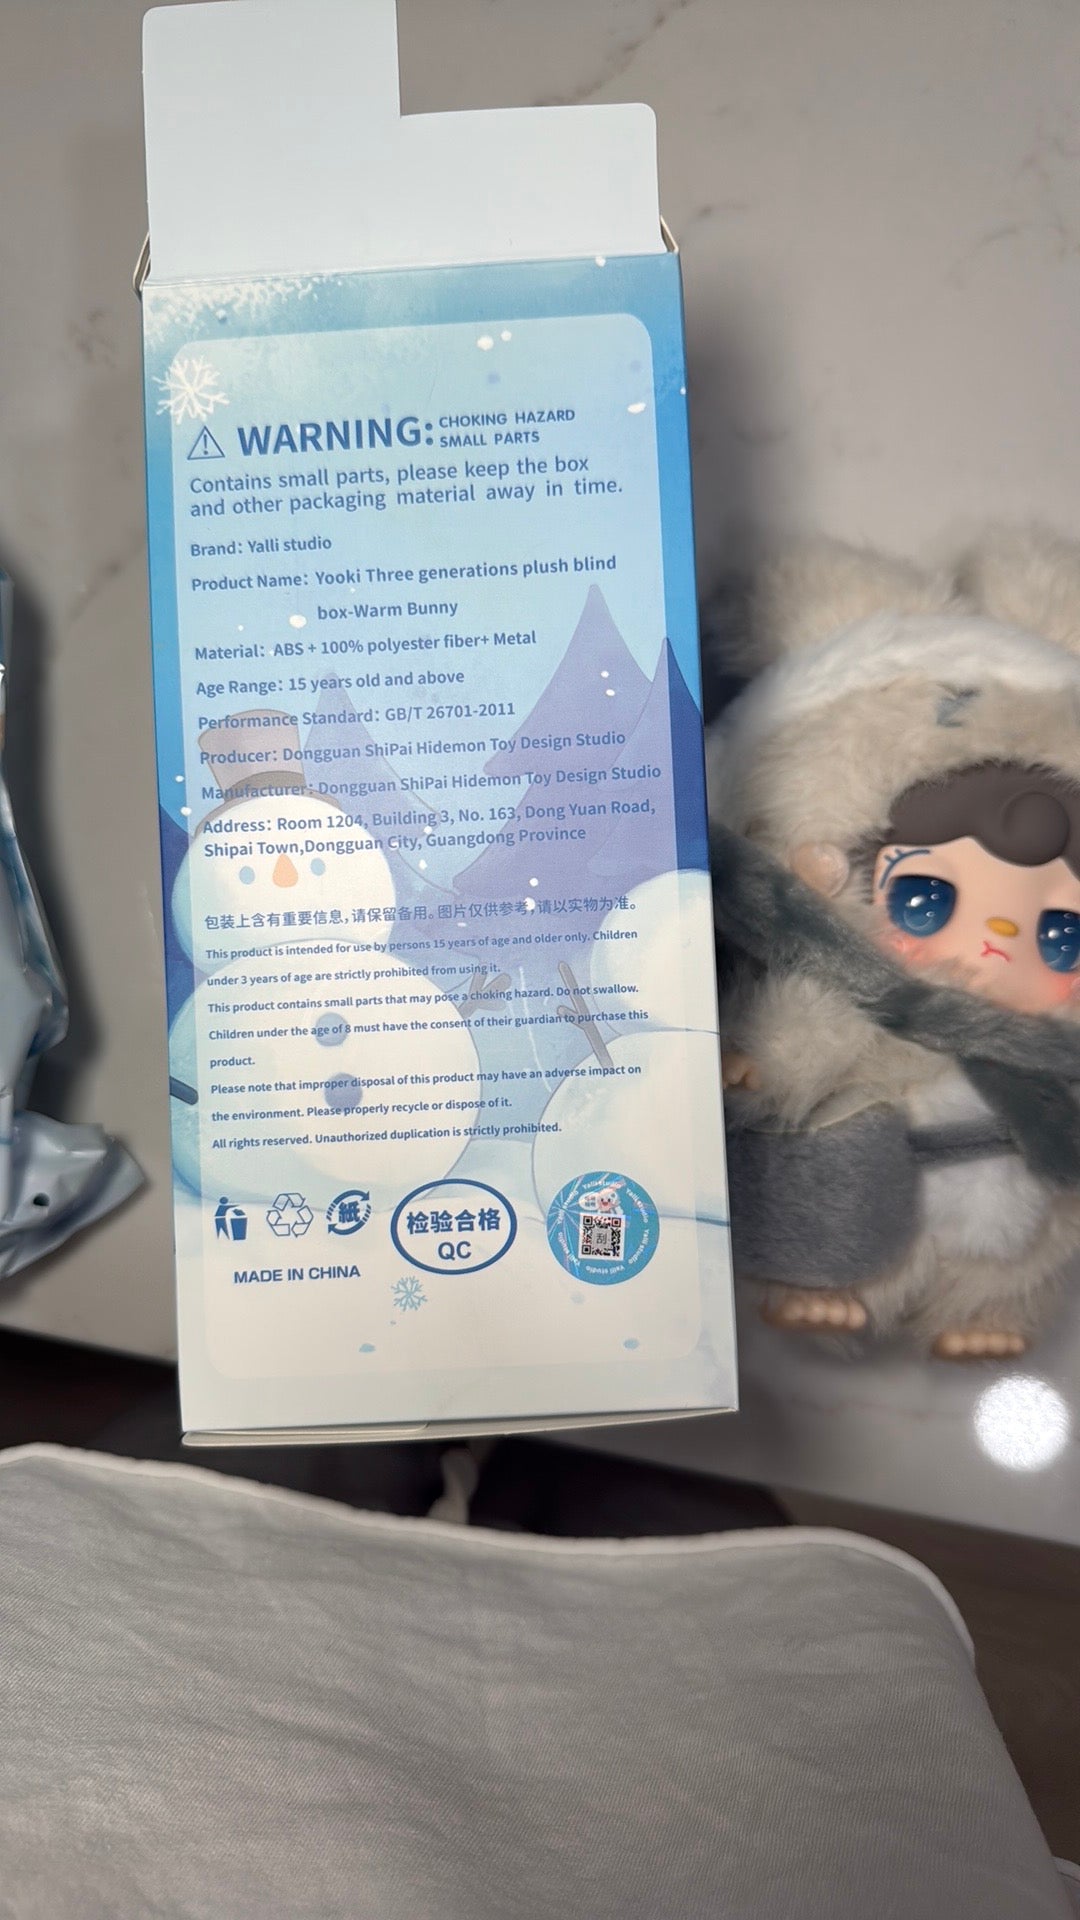 WARNING: CHOKING HAZARD
SMALL PARTS
Contains small parts, please keep the box
and other packaging material away in time.
Brand: Yalli studio
Product Name: Yooki Three generations plush blind
box-Warm Bunny
Material: ABS + 100% polyester fiber+ Metal
Age Range: 15 years old and above
Performance Standard: GB/T 26701-2011
Producer: Dongguan ShiPai Hidemon Toy Design Studio
Manufacturer: Dongguan ShiPai Hidemon Toy Design Studio
Address: Room 1204, Building 3, No. 163, Dong Yuan Road,
Shipai Town,Dongguan City, Guangdong Province
包装上含有重要信息,请保留备用。图片仅供参考,请以实物为准。
This product is intended for use by persons 15 years of age and older only. Children
under 3 years of age are strictly prohibited from using it.
This product contains small parts that may pose a choking hazard. Do not swallow.
Children under the age of 8 must have the consent of their guardian to purchase this
product.
Please note that improper disposal of this product may have an adverse impact on
the environment. Please properly recycle or dispose of it.
All rights reserved. Unauthorized duplication is strictly prohibited.
紙
检验合格
QC
Yalli studio
刮
MADE IN CHINA